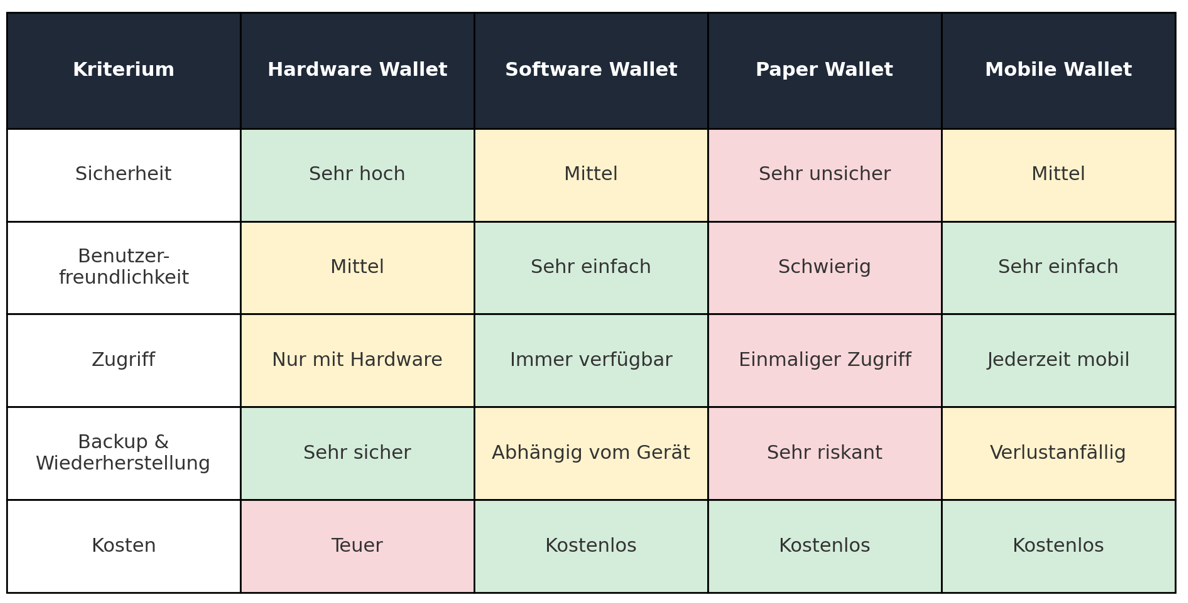 Kriterium
Hardware Wallet
Software Wallet
Paper Wallet
Mobile Wallet
Sicherheit
Sehr hoch
Mittel
Sehr unsicher
Mittel
Benutzer-
freundlichkeit
Mittel
Sehr einfach
Schwierig
Sehr einfach
Zugriff
Nur mit Hardware
Immer verfügbar
Einmaliger Zugriff
Jederzeit mobil
Backup &
Wiederherstellung
Sehr sicher
Abhängig vom Gerät
Sehr riskant
Verlustanfällig
Kosten
Teuer
Kostenlos
Kostenlos
Kostenlos